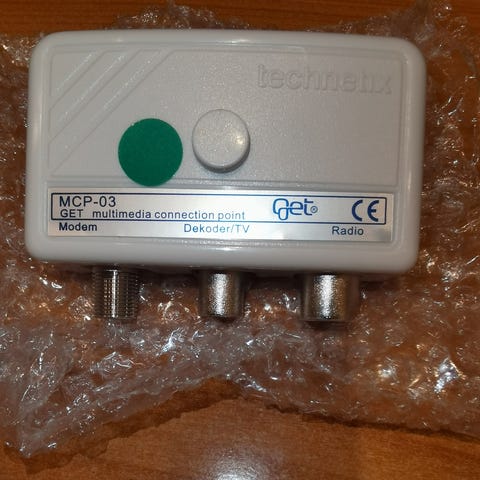 technetix
MCP-03
GET multimedia connection point
Get® CE
Modem Dekoder/TV Radio